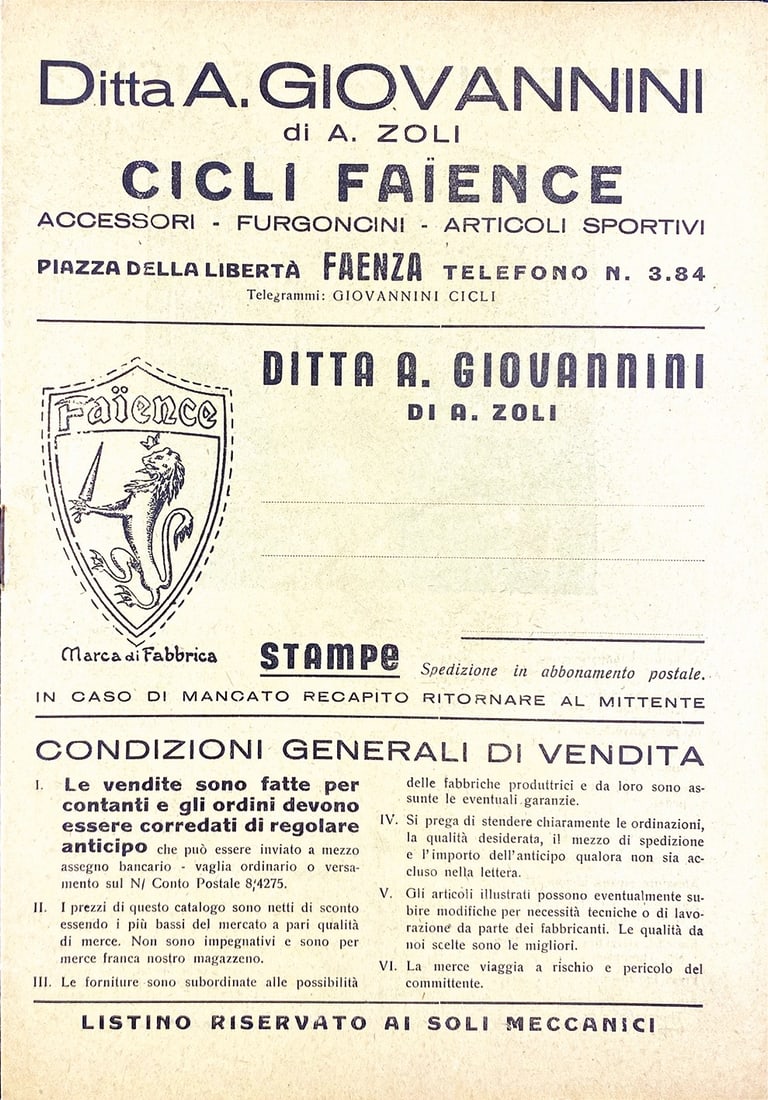 Ditta A. GIOVANNINI
di A. ZOLI
CICLI FAÏENCE
ACCESSORI - FURGONCINI - ARTICOLI SPORTIVI
PIAZZA DELLA LIBERTÀ FAENZA TELEFONO N. 3.84
Telegrammi: GIOVANNINI CICLI
Faïence
Marca di Fabbrica
DITTA A. GIOVANNINI
DI A. ZOLI
STAMPE Spedizione in abbonamento postale.
IN CASO DI MANCATO RECAPITO RITORNARE AL MITTENTE
CONDIZIONI GENERALI DI VENDITA
I. Le vendite sono fatte per
contanti e gli ordini devono
essere corredati di regolare
anticipo che può essere inviato a mezzo
assegno bancario - vaglia ordinario o versa-
mento sul N/ Conto Postale 8/4275.
II. I prezzi di questo catalogo sono netti di sconto
essendo i più bassi del mercato a pari qualità
di merce. Non sono impegnativi e sono per
merce franca nostro magazzeno.
III. Le forniture sono subordinate alle possibilità
delle fabbriche produttrici e da loro sono as-
sunte le eventuali garanzie.
IV. Si prega di stendere chiaramente le ordinazioni,
la qualità desiderata, il mezzo di spedizione
e l'importo dell'anticipo qualora non sia ac-
cluso nella lettera.
V. Gli articoli illustrati possono eventualmente su-
bire modifiche per necessità tecniche o di lavo-
razione da parte dei fabbricanti. Le qualità da
noi scelte sono le migliori.
VI. La merce viaggia a rischio e pericolo del
committente.
LISTINO RISERVATO AI SOLI MECCANICI